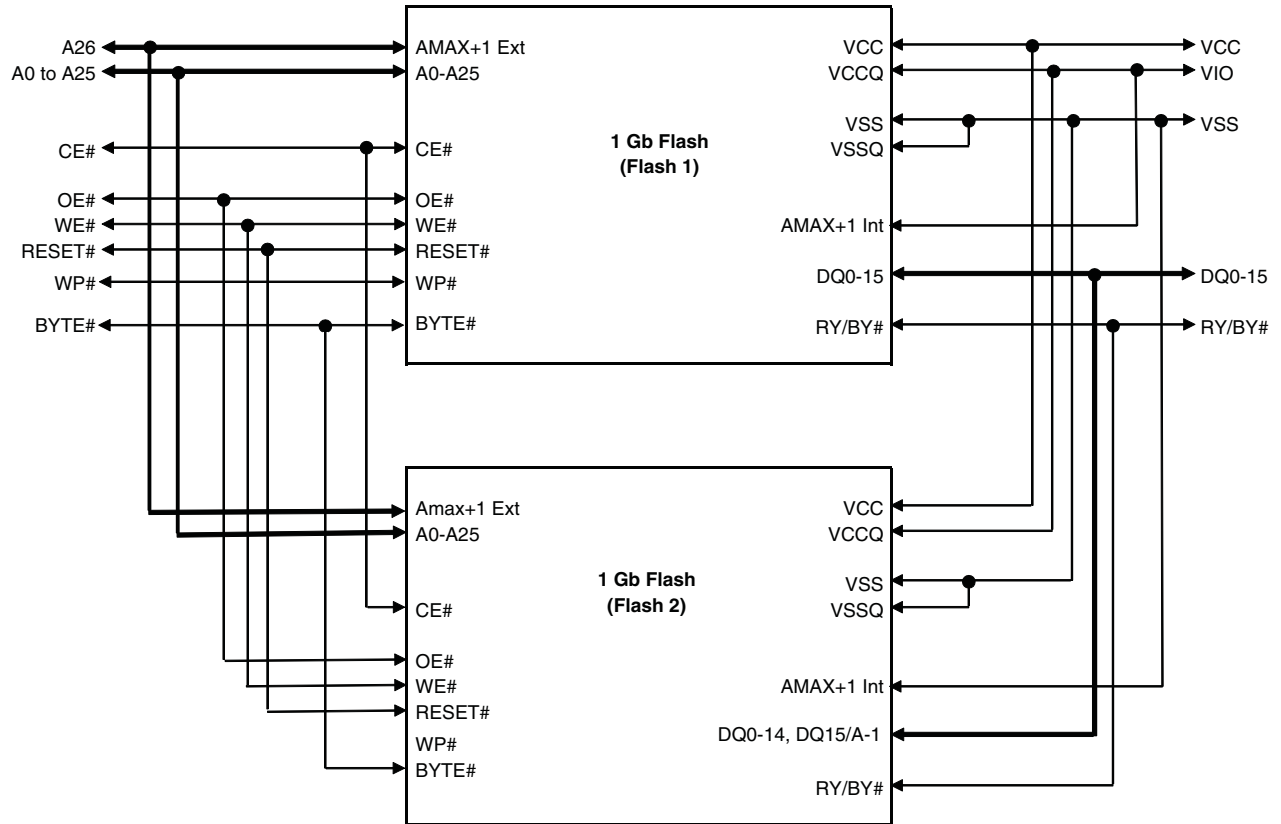 A26
A0 to A25
CE#
OE#
WE#
RESET#
WP#
BYTE#
AMAX+1 Ext
A0-A25
CE#
OE#
WE#
RESET#
WP#
BYTE#
1 Gb Flash
(Flash 1)
VCC
VCCQ
VSS
VSSQ
AMAX+1 Int
DQ0-15
RY/BY#
VCC
VIO
VSS
DQ0-15
RY/BY#
Amax+1 Ext
A0-A25
CE#
OE#
WE#
RESET#
WP#
BYTE#
1 Gb Flash
(Flash 2)
VCC
VCCQ
VSS
VSSQ
AMAX+1 Int
DQ0-14, DQ15/A-1
RY/BY#